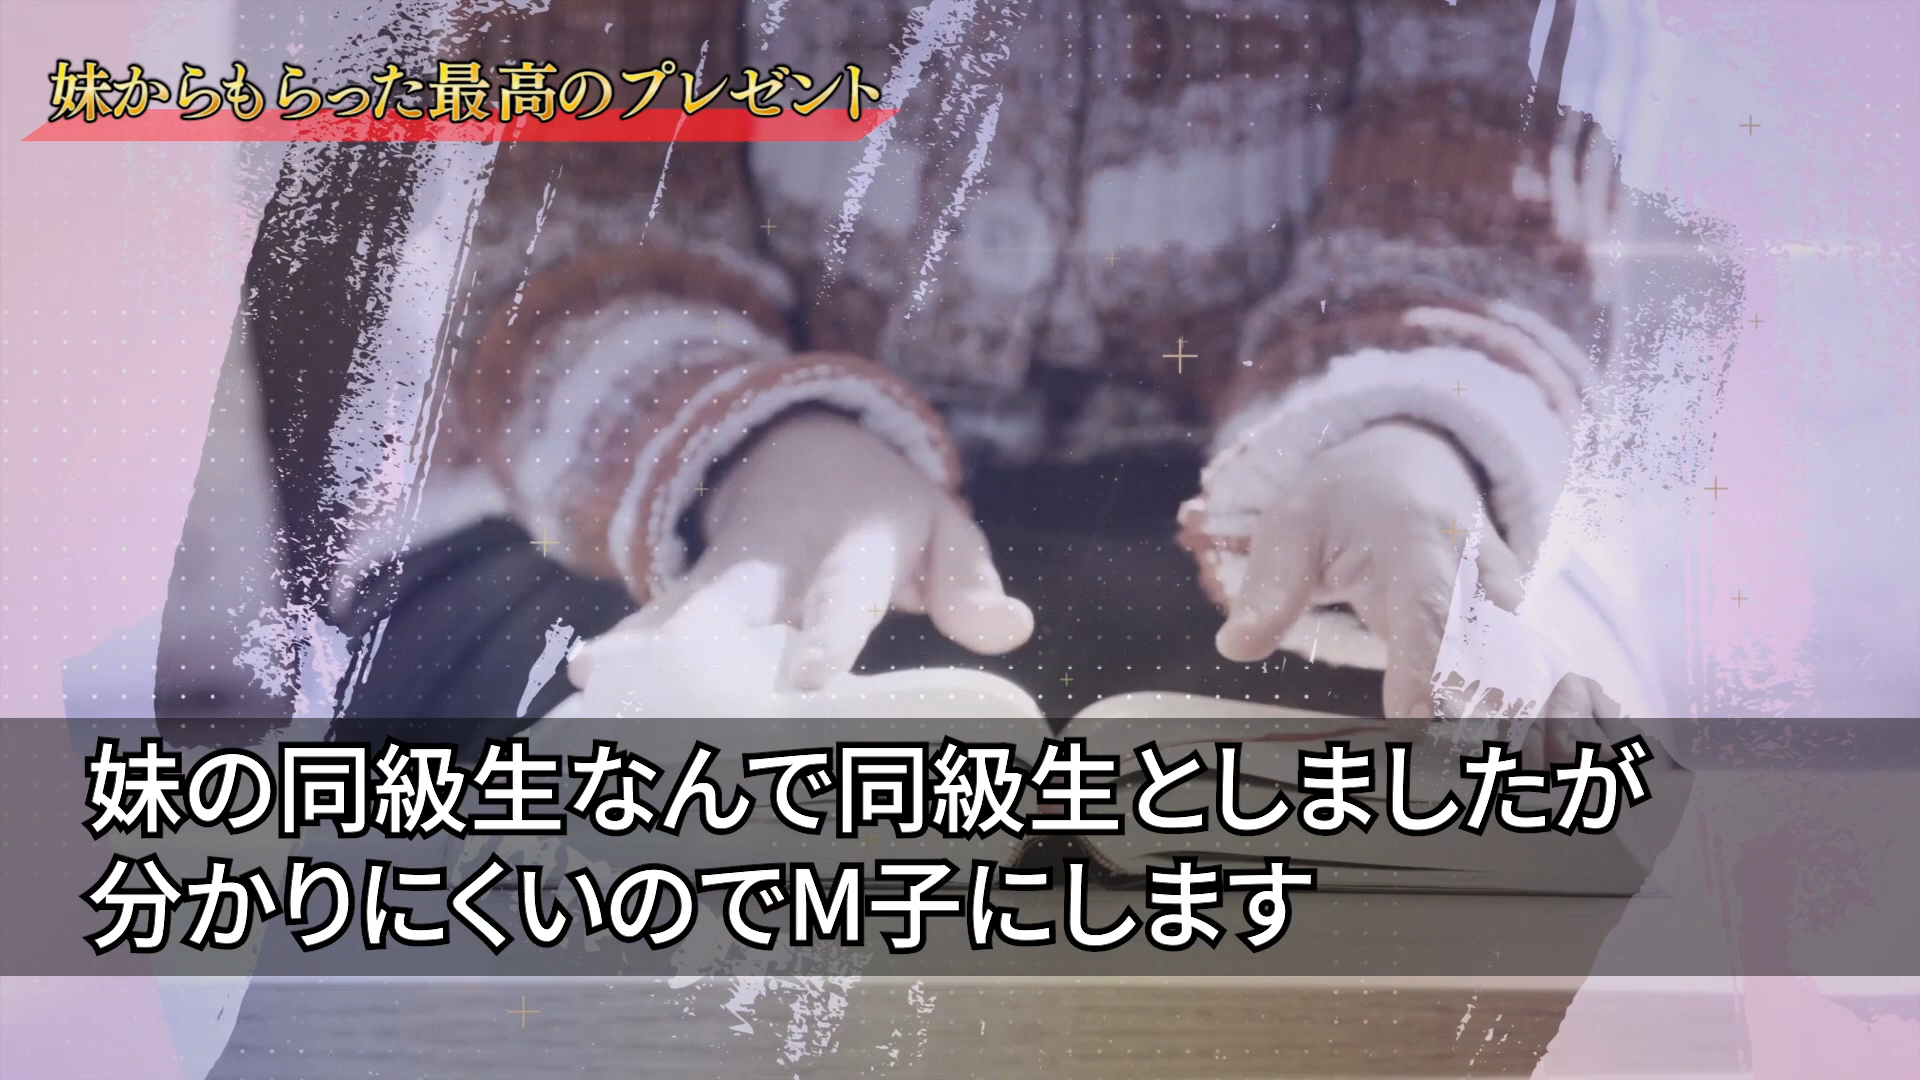 妹からもらった最高のプレゼント
妹の同級生なんで同級生としましたが
分かりにくいのでM子にします